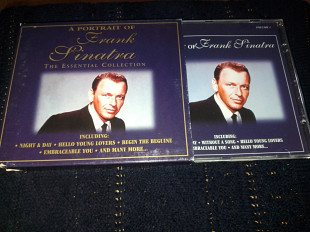 A PORTRAIT OF
Frank
Sinatra
THE ESSENTIAL COLLECTION
INCLUDING:
• NIGHT & DAY • HELLO YOUNG LOVERS • BEGIN THE BEGUINE
• EMBRACEABLE YOU • AND MANY MORE...
OF Frank Sinatra
INCLUDING:
• WITHOUT A SONG • HELLO YOUNG LOVERS
EMBRACEABLE YOU • AND MANY MORE...